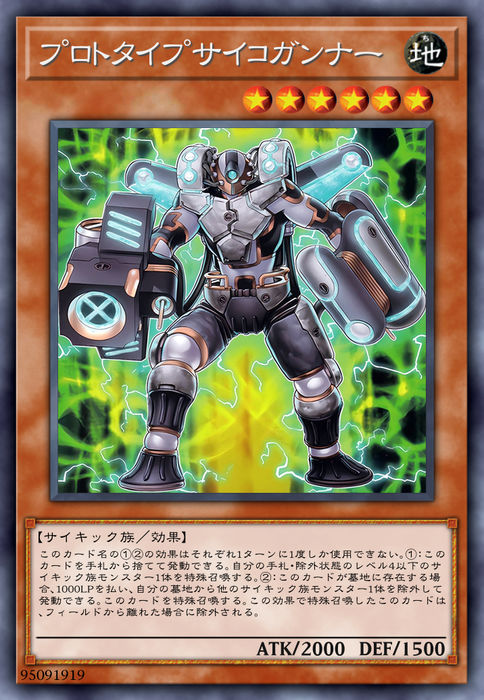 プロトタイプサイコガンナー
ち
地
【サイキック族／効果】
このカード名の①②の効果はそれぞれ1ターンに1度しか使用できない。①：この
カードを手札から捨てて発動できる。自分の手札・除外状態のレベル4以下のサ
イキック族モンスター1体を特殊召喚する。②：このカードが墓地に存在する場
合、1000LPを払い、自分の墓地から他のサイキック族モンスター1体を除外して
発動できる。このカードを特殊召喚する。この効果で特殊召喚したこのカードは、
フィールドから離れた場合に除外される。
ATK/2000 DEF/1500
95091919